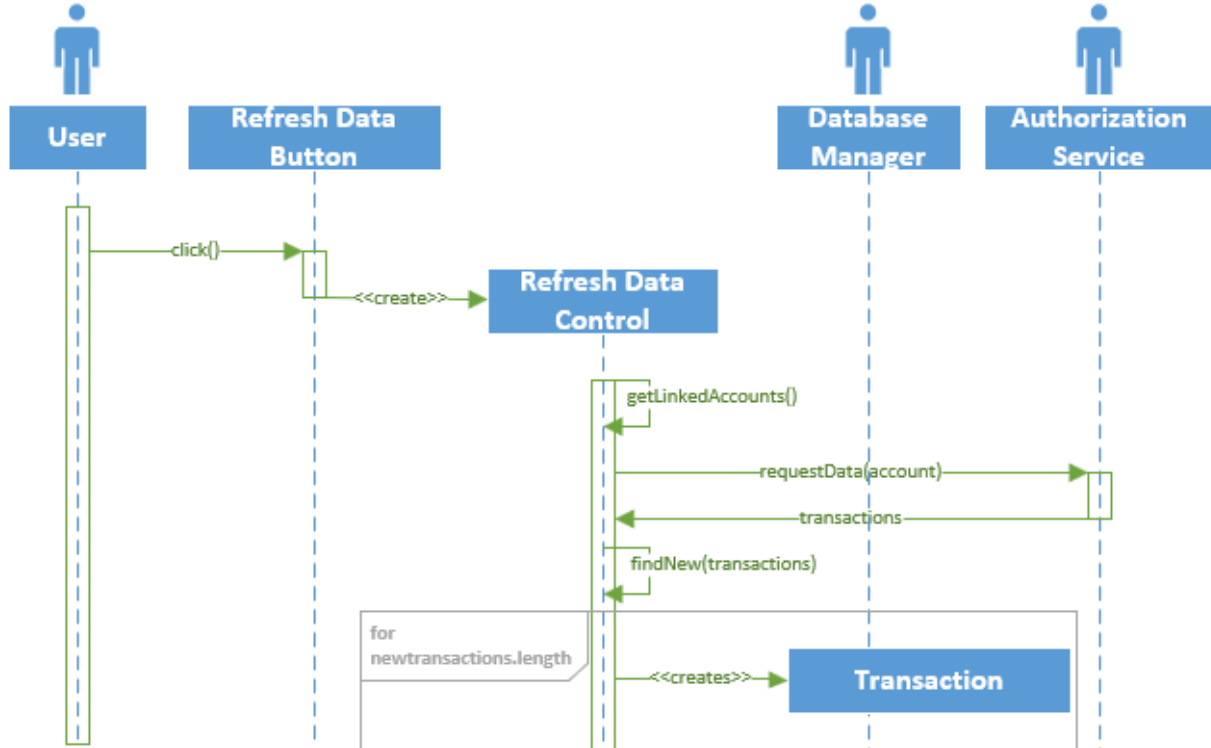 User
Refresh Data
Button
Database
Manager
Authorization
Service
click()
<<create>>
Refresh Data
Control
getLinkedAccounts()
requestData(account)
transactions
findNew(transactions)
for
newtransactions.length
<<creates>>
Transaction